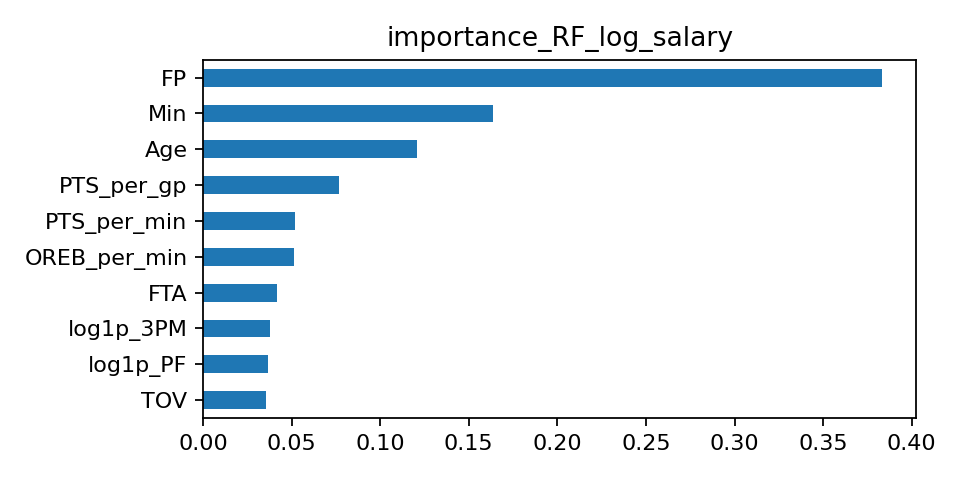 importance_RF_log_salary
FP
Min
Age
PTS_per_gp
PTS_per_min
OREB_per_min
FTA
log1p_3PM
log1p_PF
TOV
0.00 0.05 0.10 0.15 0.20 0.25 0.30 0.35 0.40